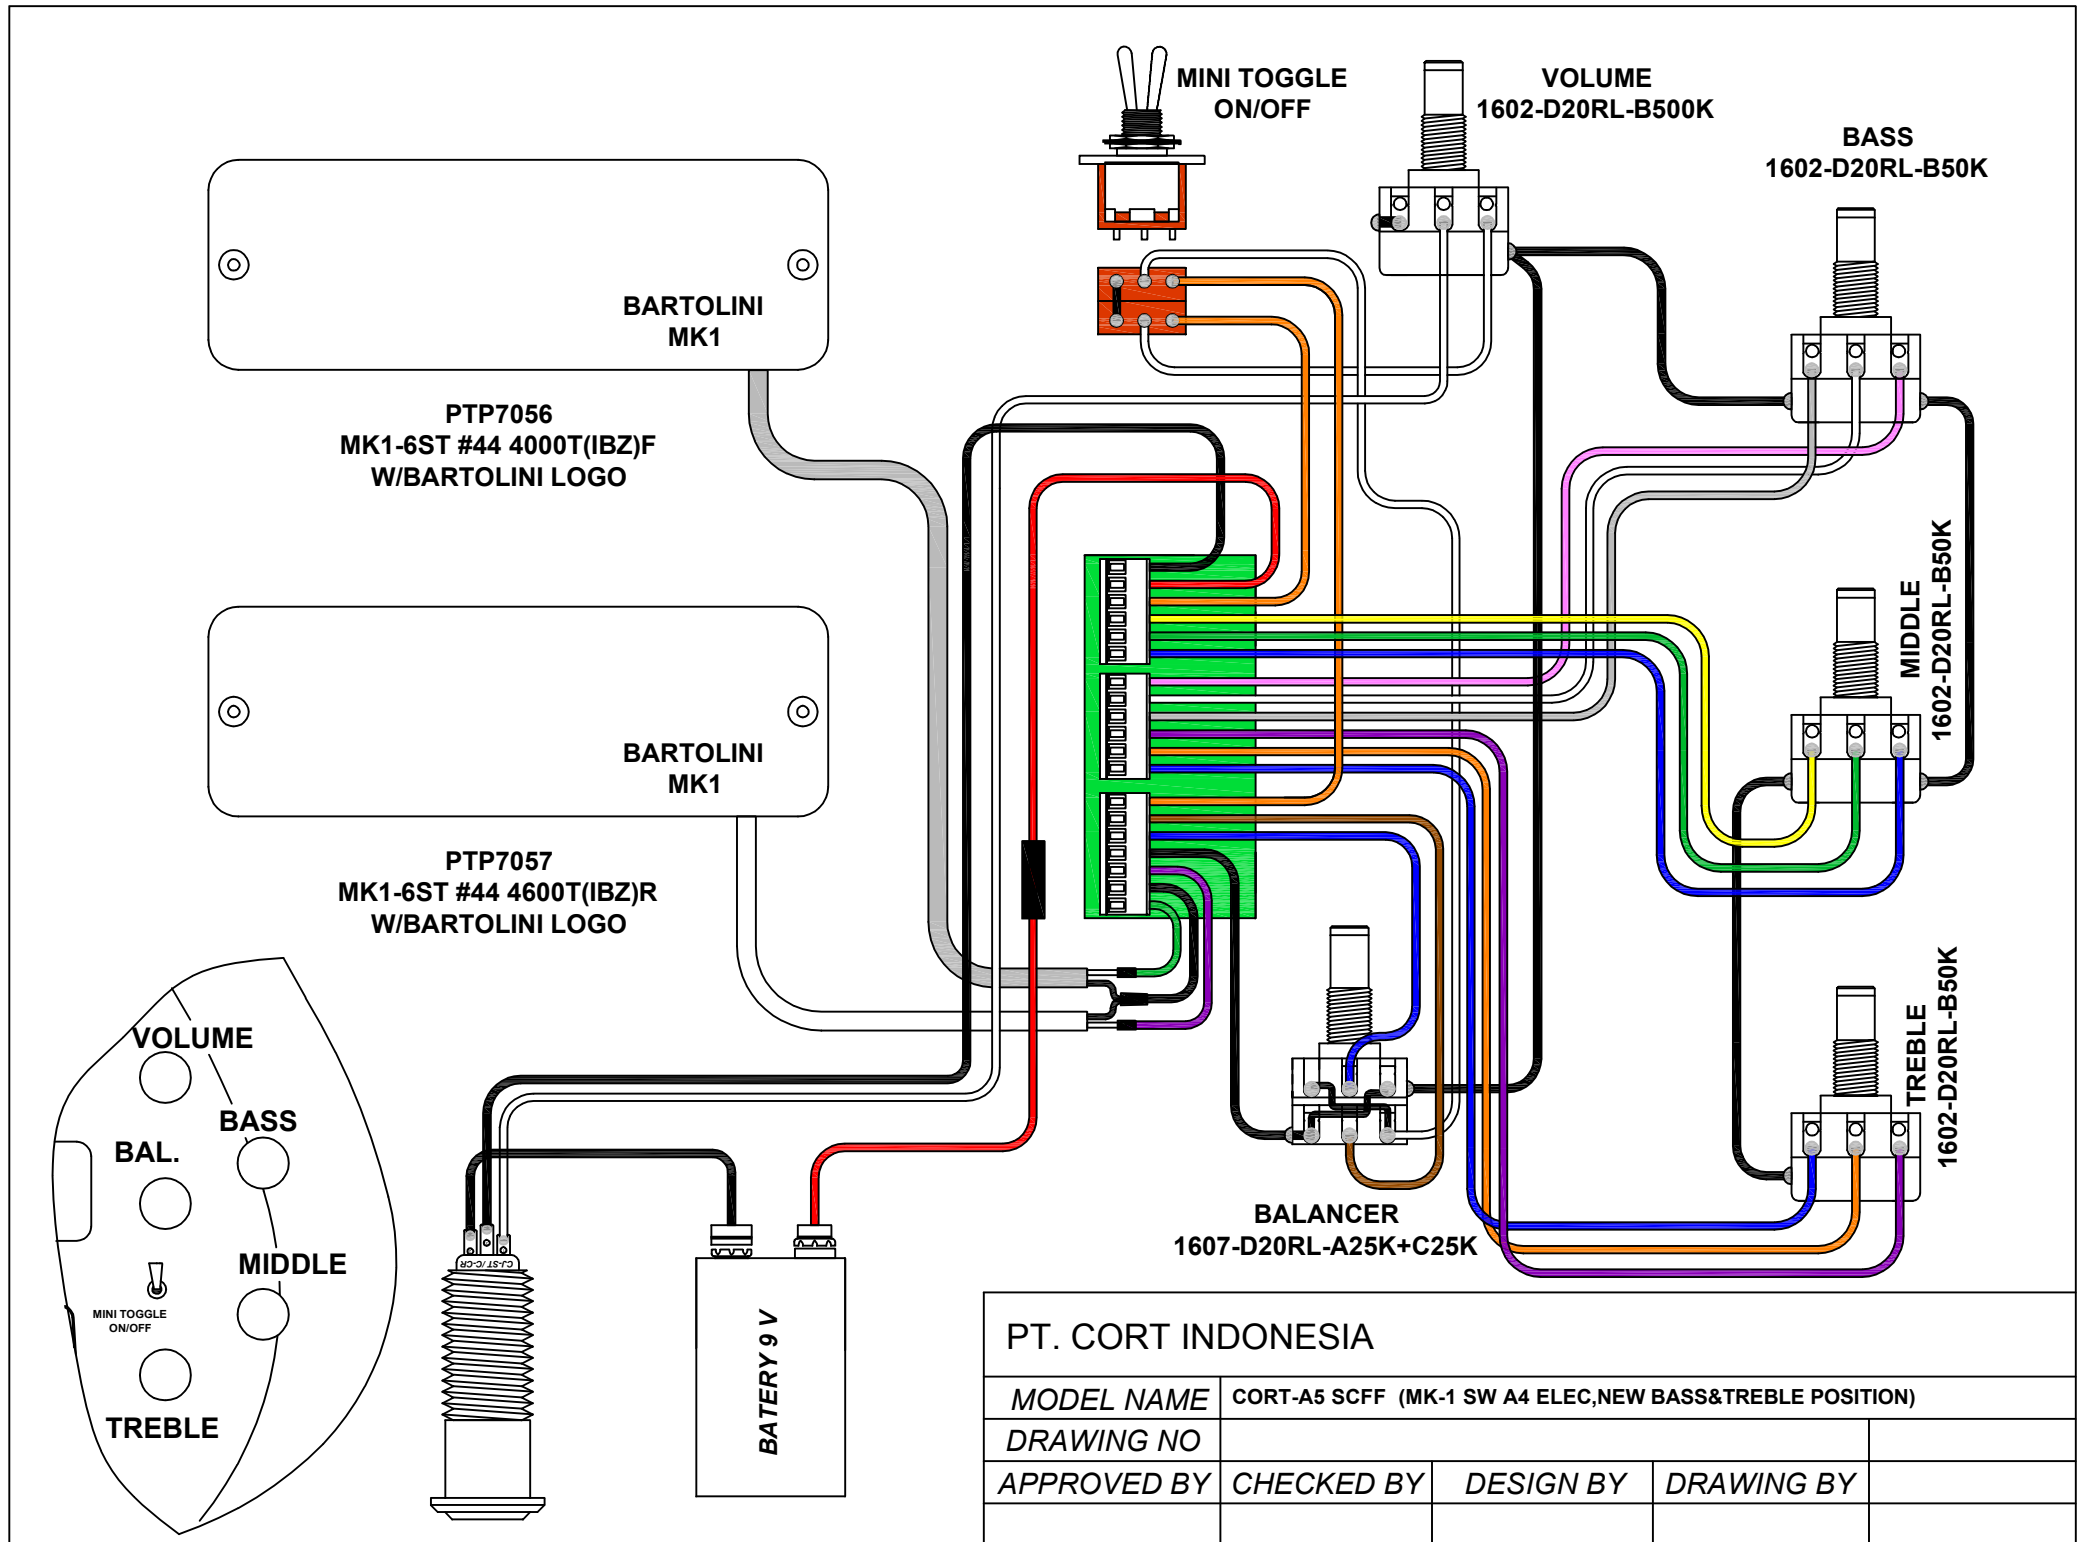 MINI TOGGLE
ON/OFF
VOLUME
1602-D20RL-B500K
BASS
1602-D20RL-B50K
BARTOLINI
MK1
PTP7056
MK1-6ST #44 4000T(IBZ)F
W/BARTOLINI LOGO
MIDDLE
1602-D20RL-B50K
BARTOLINI
MK1
PTP7057
MK1-6ST #44 4600T(IBZ)R
W/BARTOLINI LOGO
TREBLE
1602-D20RL-B50K
VOLUME
BASS
BAL.
MIDDLE
MINI TOGGLE
ON/OFF
TREBLE
CJ-ST/C-CR
BATERY 9 V
BALANCER
1607-D20RL-A25K+C25K
PT. CORT INDONESIA
MODEL NAME
CORT-A5 SCFF (MK-1 SW A4 ELEC,NEW BASS&TREBLE POSITION)
DRAWING NO
APPROVED BY
CHECKED BY
DESIGN BY
DRAWING BY